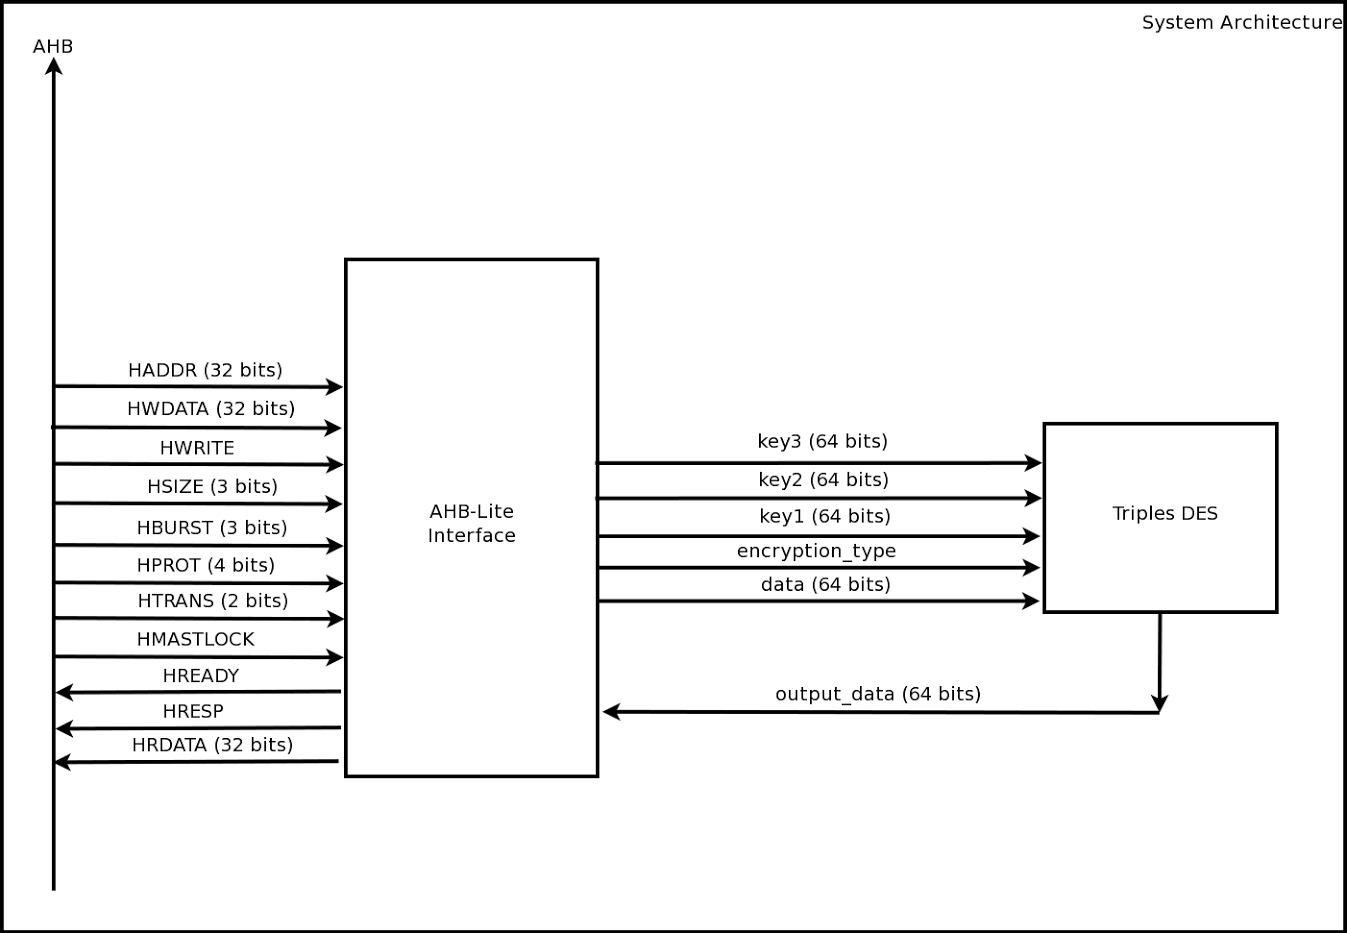 System Architecture
AHB
HADDR (32 bits)
HWDATA (32 bits)
HWRITE
HSIZE (3 bits)
HBURST (3 bits)
HPROT (4 bits)
HTRANS (2 bits)
HMASTLOCK
HREADY
HRESP
HRDATA (32 bits)
AHB-Lite
Interface
key3 (64 bits)
key2 (64 bits)
key1 (64 bits)
encryption_type
data (64 bits)
output_data (64 bits)
Triples DES